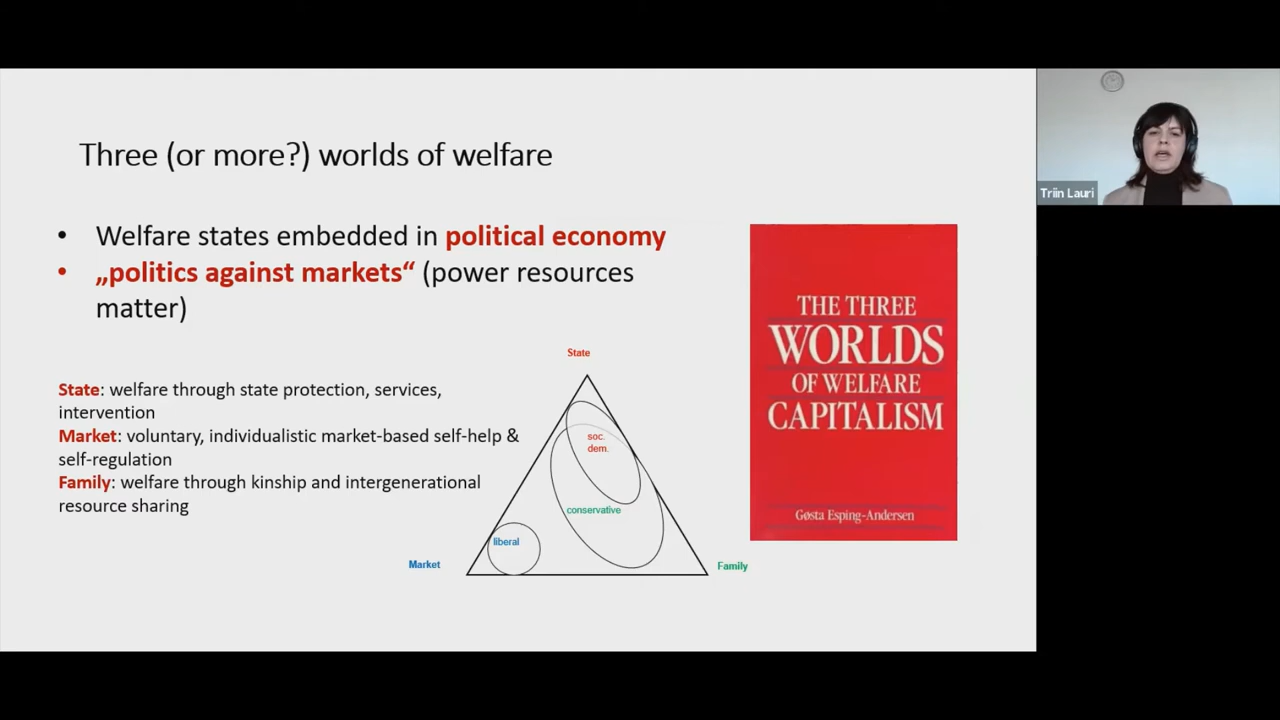 Three (or more?) worlds of welfare
• Welfare states embedded in political economy
• „politics against markets“ (power resources
matter)
State: welfare through state protection, services,
intervention
Market: voluntary, individualistic market-based self-help &
self-regulation
Family: welfare through kinship and intergenerational
resource sharing
State
soc.
dem.
conservative
liberal
Market
Family
THE THREE
WORLDS
OF WELFARE
CAPITALISM
Gøsta Esping-Andersen
Triin Lauri